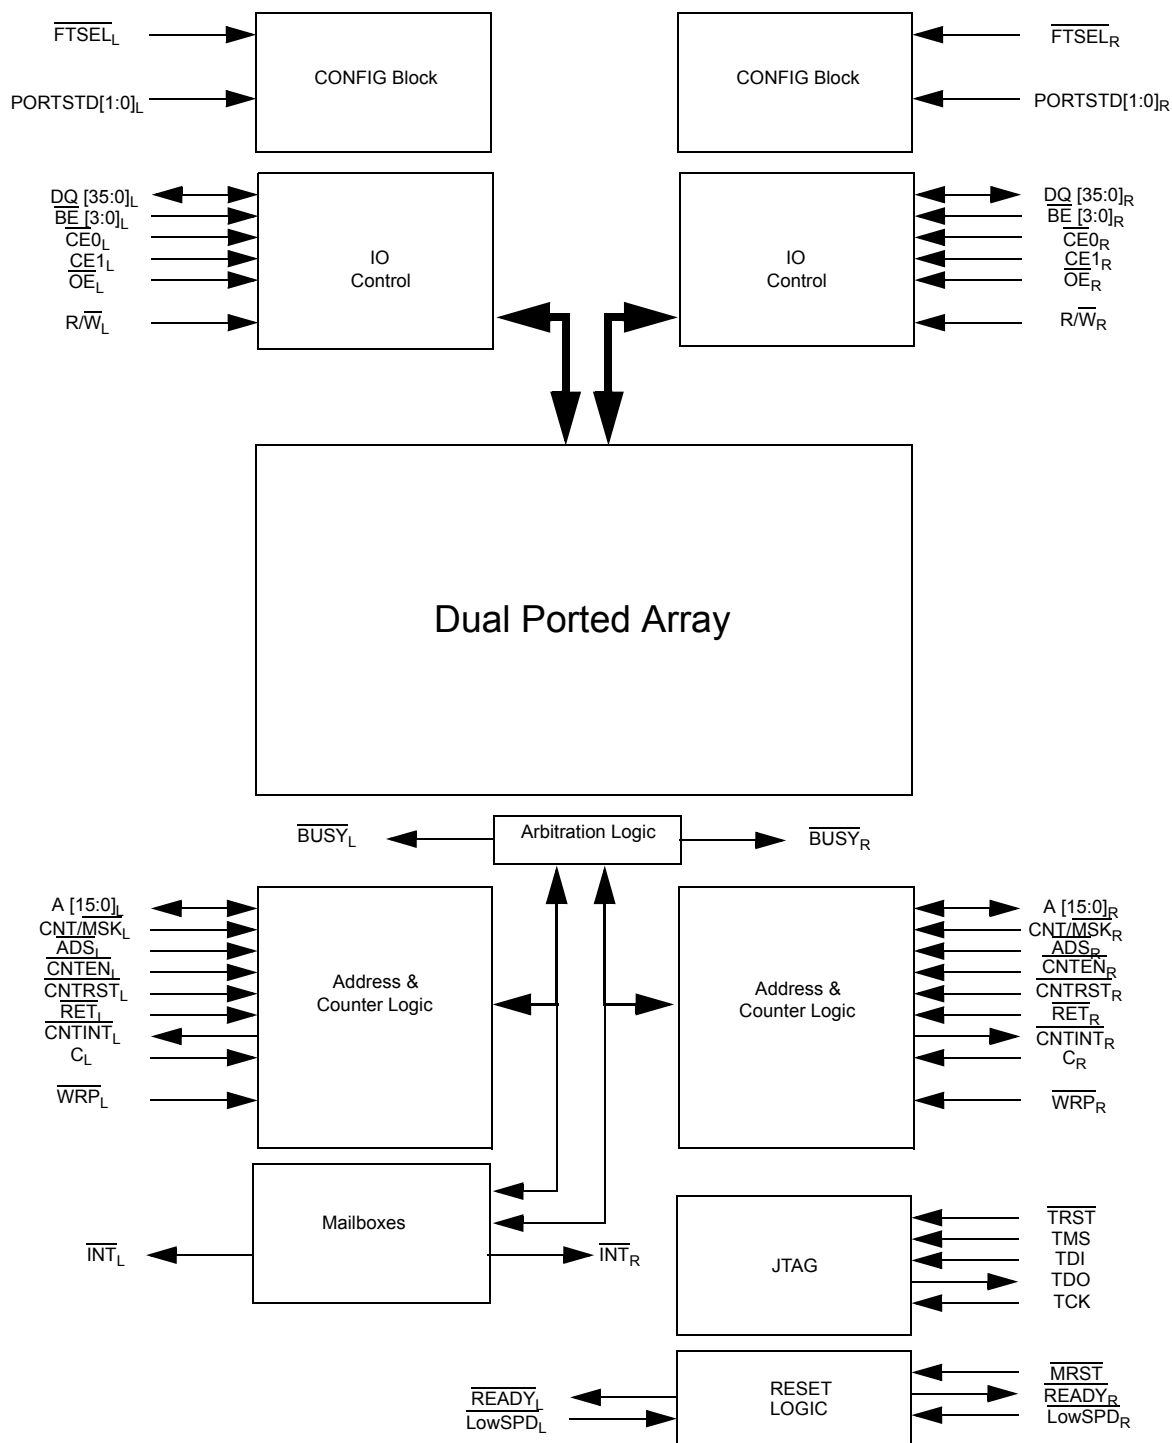 FTSEL_L
CONFIG Block
CONFIG Block
FTSEL_R
PORTSTD[1:0]_L
PORTSTD[1:0]_R
DQ [35:0]_L
BE [3:0]_L
CE0_L
CE1_L
OE_L
R/W_L
IO
Control
IO
Control
DQ [35:0]_R
BE [3:0]_R
CE0_R
CE1_R
OE_R
R/W_R
Dual Ported Array
BUSY_L
Arbitration Logic
BUSY_R
A [15:0]_L
CNT/MSK_L
ADS_L
CNTEN_L
CNTRST_L
RET_L
CNTINT_L
C_L
WRP_L
Address &
Counter Logic
Address &
Counter Logic
A [15:0]_R
CNT/MSK_R
ADS_R
CNTEN_R
CNTRST_R
RET_R
CNTINT_R
C_R
WRP_R
Mailboxes
INT_L
INT_R
JTAG
TRST
TMS
TDI
TDO
TCK
READY_L
LowSPD_L
RESET
LOGIC
MRST
READY_R
LowSPD_R